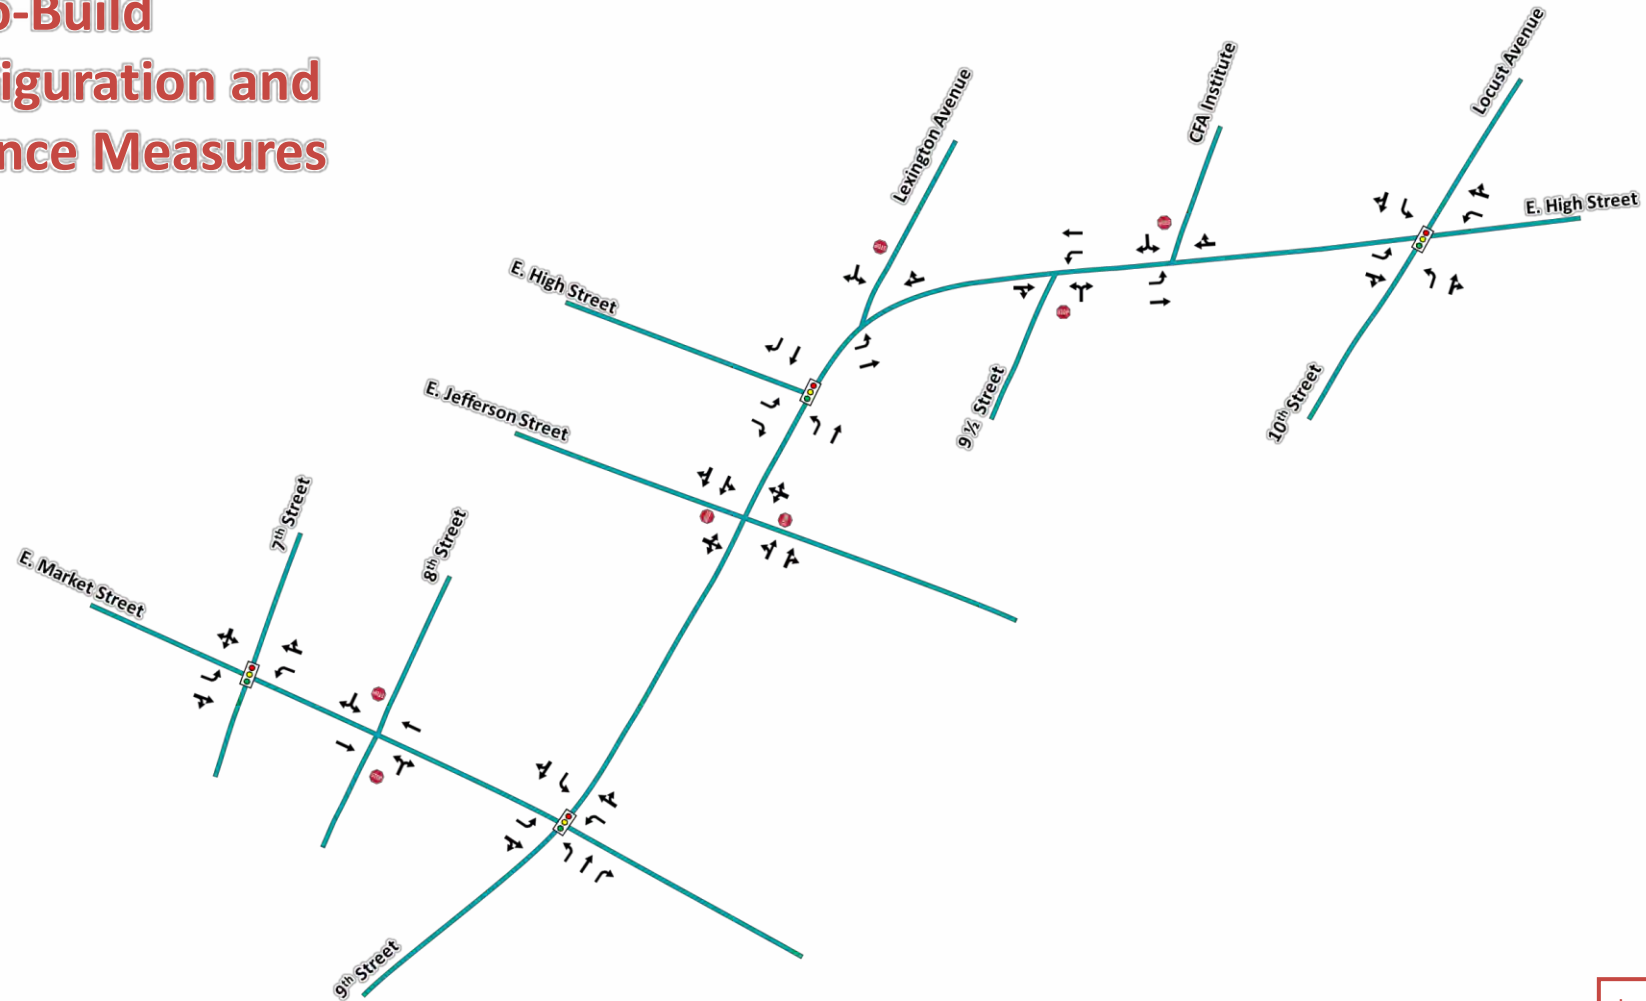 o-Build
iguration and
nce Measures
Lexington Avenue
CFA Institute
Locust Avenue
E. High Street
E. High Street
E. Jefferson Street
9 ½ Street
10th Street
7th Street
8th Street
E. Market Street
9th Street